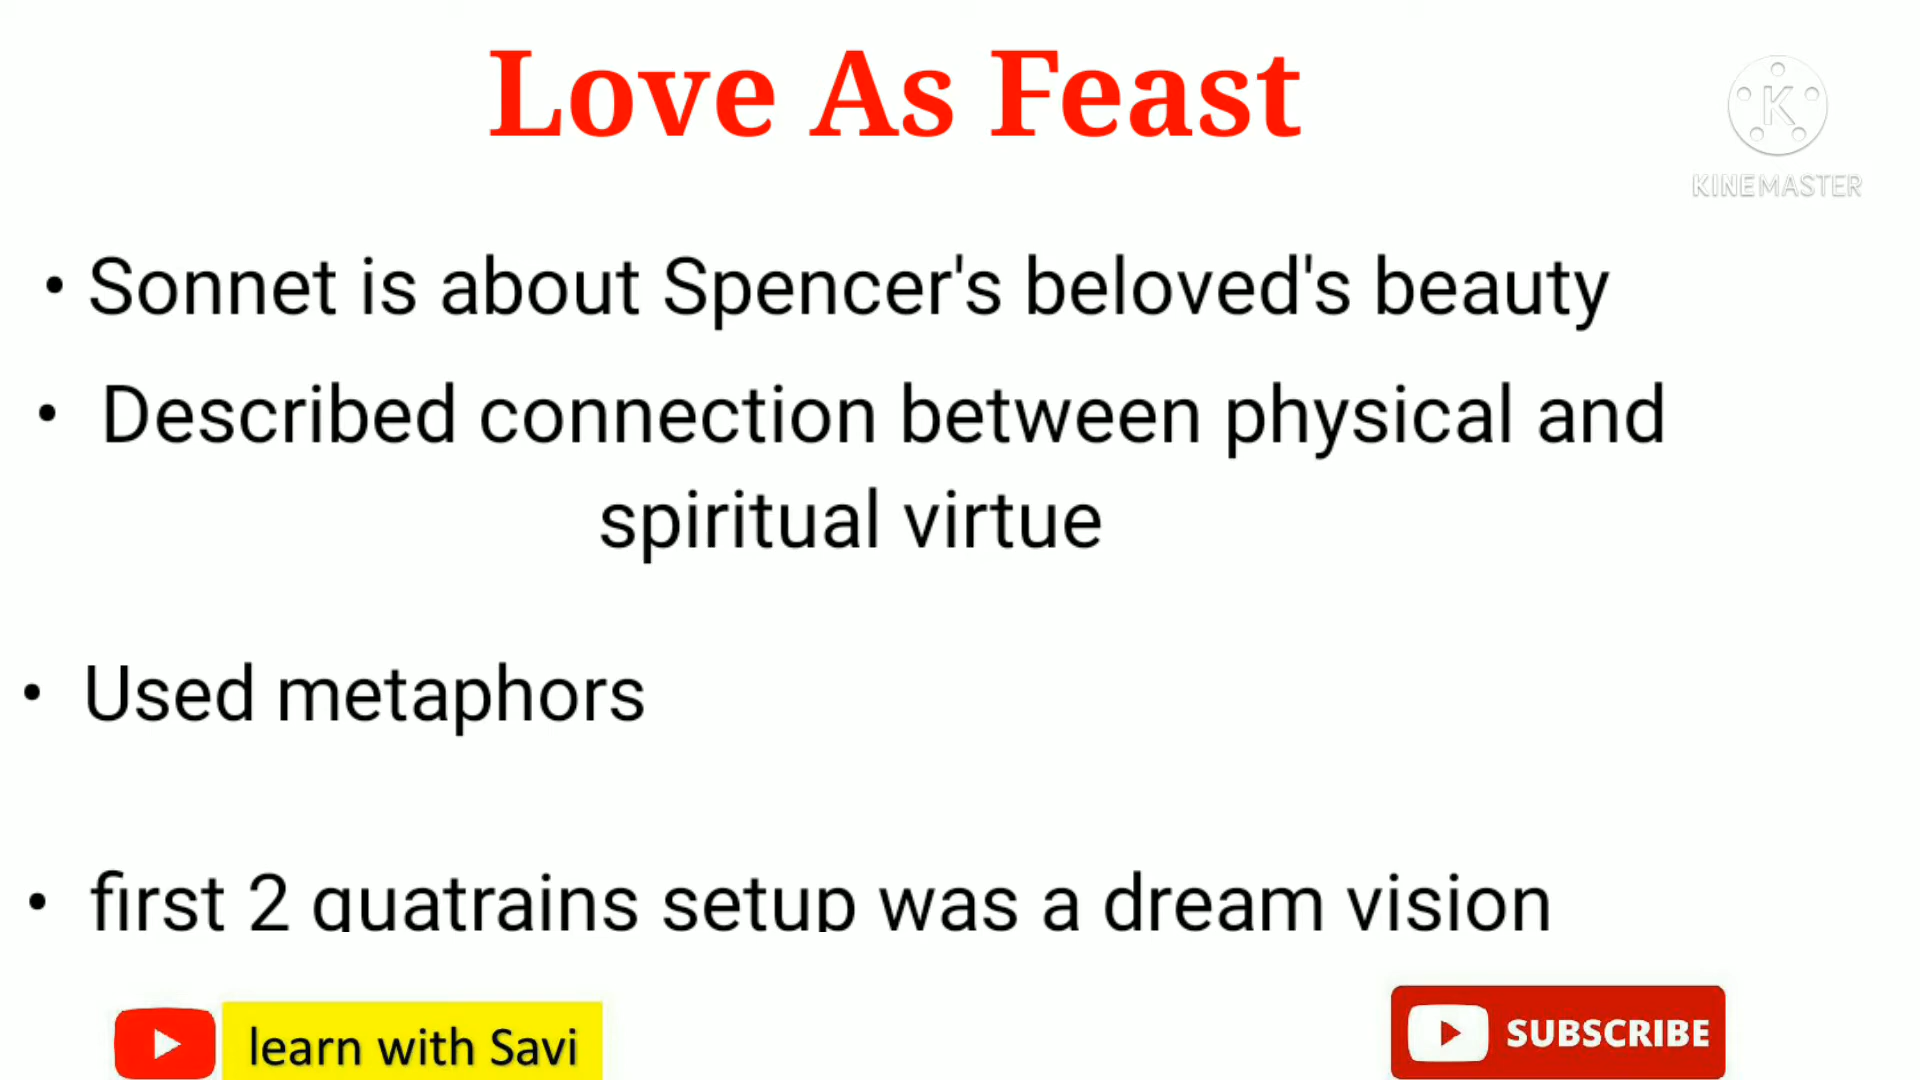 Love As Feast
K
KINEMASTER
• Sonnet is about Spencer's beloved's beauty
• Described connection between physical and
spiritual virtue
• Used metaphors
• first 2 quatrains setup was a dream vision
learn with Savi
SUBSCRIBE